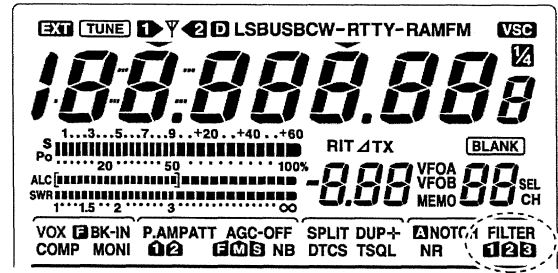 EXT TUNE 1 2 D LSBUSBCW-RTTY-RAMFM VSC
1/4
188:888.888
1...3...5...7...9..+20..+40..+60
S
Po
RIT ⊿TX BLANK
20 50 100%
ALC
SWR
1 1.5 2 3 ∞
-8.88 VFOA VFOB MEMO 88 SEL CH
VOX F BK-IN P.AMPATT AGC-OFF SPLIT DUP-+ A NOTCH FILTER
COMP MONI 1 2 F M S NB DTCS TSQL NR 1 2 3